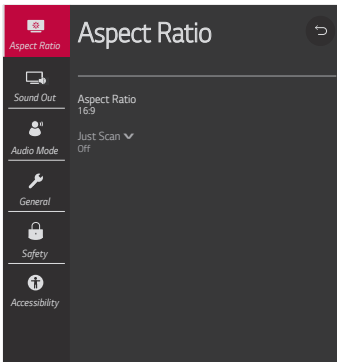 Aspect Ratio
Aspect Ratio
Sound Out
Audio Mode
General
Safety
Accessibility
Aspect Ratio
16:9
Just Scan
Off